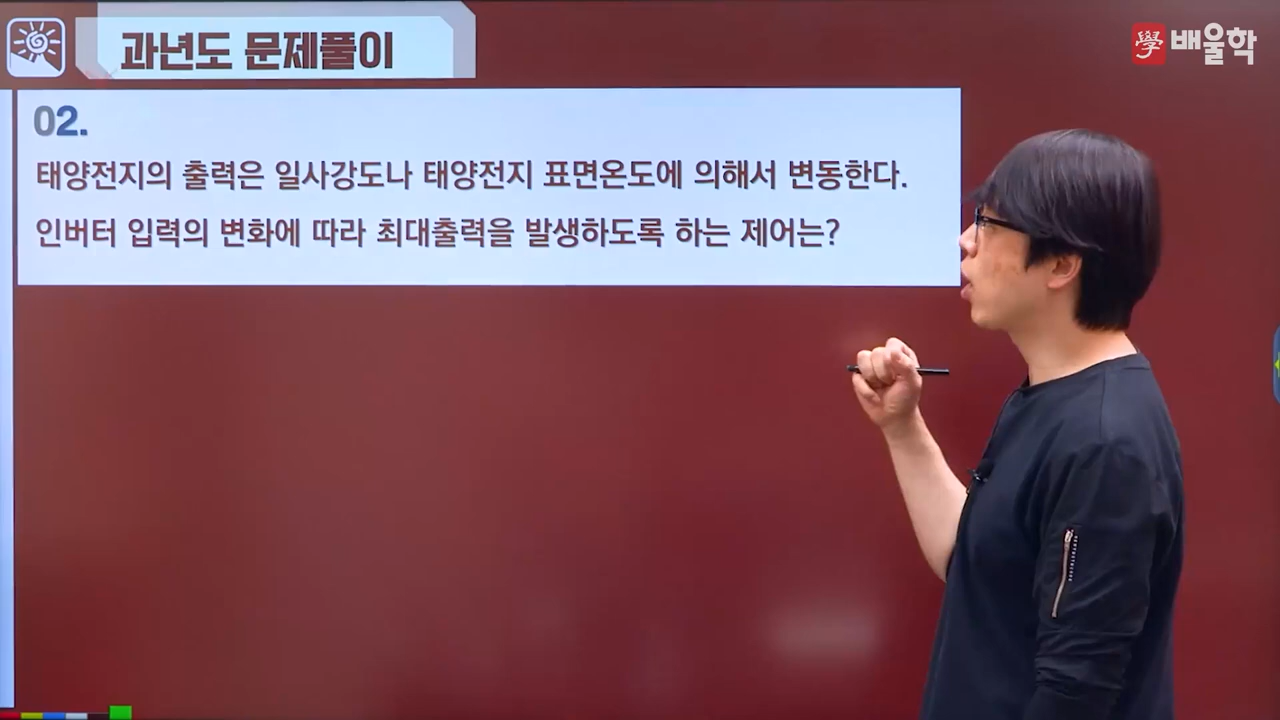 과년도 문제풀이
學 배울학
02.
태양전지의 출력은 일사강도나 태양전지 표면온도에 의해서 변동한다.
인버터 입력의 변화에 따라 최대출력을 발생하도록 하는 제어는?